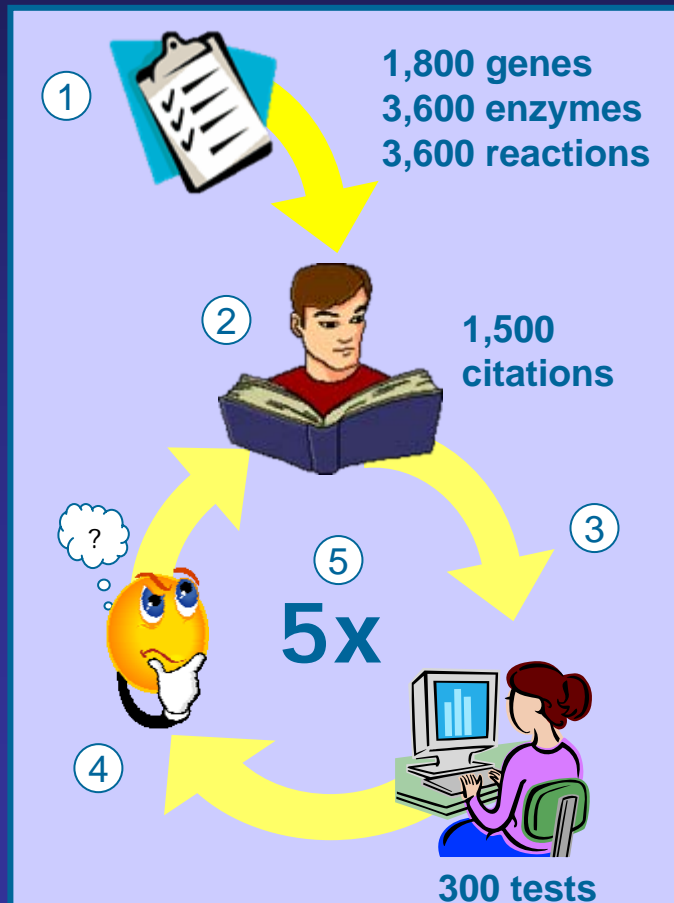 1
1,800 genes
3,600 enzymes
3,600 reactions
2
1,500
citations
3
?
5
5x
4
300 tests